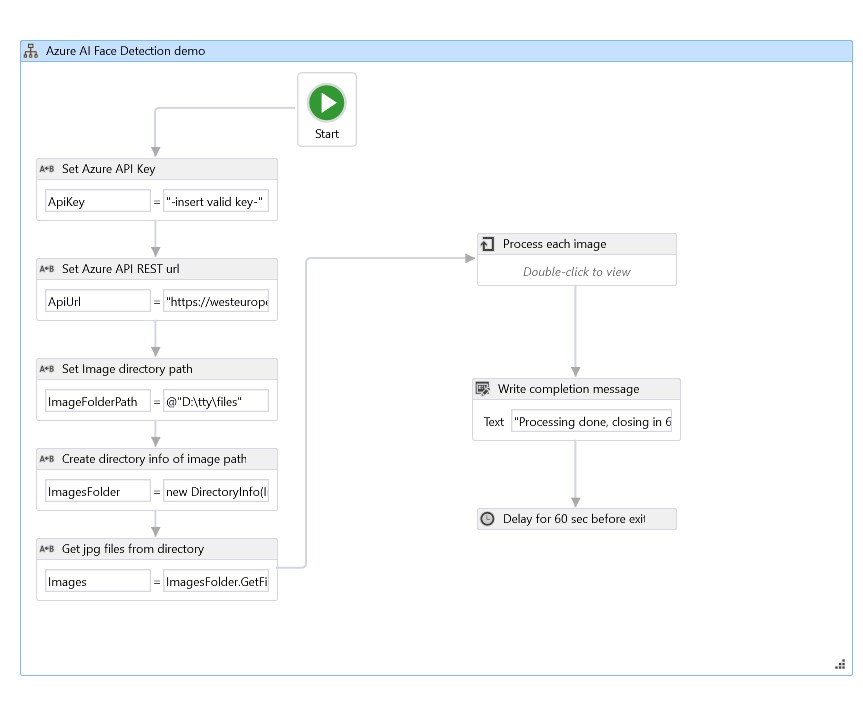 Azure AI Face Detection demo
Start
A+B Set Azure API Key
ApiKey = "-insert valid key-"
A+B Set Azure API REST url
ApiUrl = "https://westeurope
A+B Set Image directory path
ImageFolderPath = @"D:\tty\files"
A+B Create directory info of image path
ImagesFolder = new DirectoryInfo(I
A+B Get jpg files from directory
Images = ImagesFolder.GetFi
Process each image
Double-click to view
Write completion message
Text "Processing done, closing in 6
Delay for 60 sec before exit